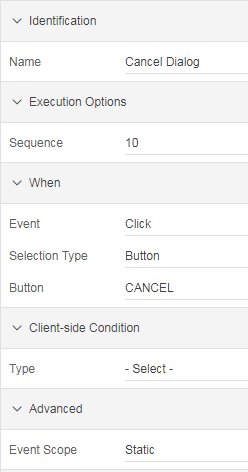 Identification
Name Cancel Dialog
Execution Options
Sequence 10
When
Event Click
Selection Type Button
Button CANCEL
Client-side Condition
Type - Select -
Advanced
Event Scope Static